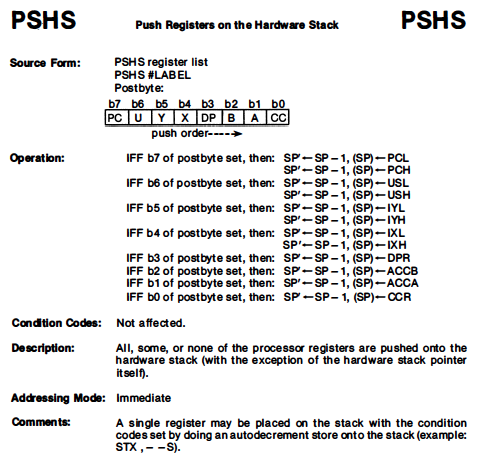 PSHS Push Registers on the Hardware Stack PSHS
Source Form: PSHS register list
PSHS #LABEL
Postbyte:
b7 b6 b5 b4 b3 b2 b1 b0
PC U Y X DP B A CC
push order---->
Operation: IFF b7 of postbyte set, then: SP'←SP-1, (SP)←PCL
SP'←SP-1, (SP)←PCH
IFF b6 of postbyte set, then: SP'←SP-1, (SP)←USL
SP'←SP-1, (SP)←USH
IFF b5 of postbyte set, then: SP'←SP-1, (SP)←IYL
SP'←SP-1, (SP)←IYH
IFF b4 of postbyte set, then: SP'←SP-1, (SP)←IXL
SP'←SP-1, (SP)←IXH
IFF b3 of postbyte set, then: SP'←SP-1, (SP)←DPR
IFF b2 of postbyte set, then: SP'←SP-1, (SP)←ACCB
IFF b1 of postbyte set, then: SP'←SP-1, (SP)←ACCA
IFF b0 of postbyte set, then: SP'←SP-1, (SP)←CCR
Condition Codes: Not affected.
Description: All, some, or none of the processor registers are pushed onto the
hardware stack (with the exception of the hardware stack pointer
itself).
Addressing Mode: Immediate
Comments: A single register may be placed on the stack with the condition
codes set by doing an autodecrement store onto the stack (example:
STX , – –S).